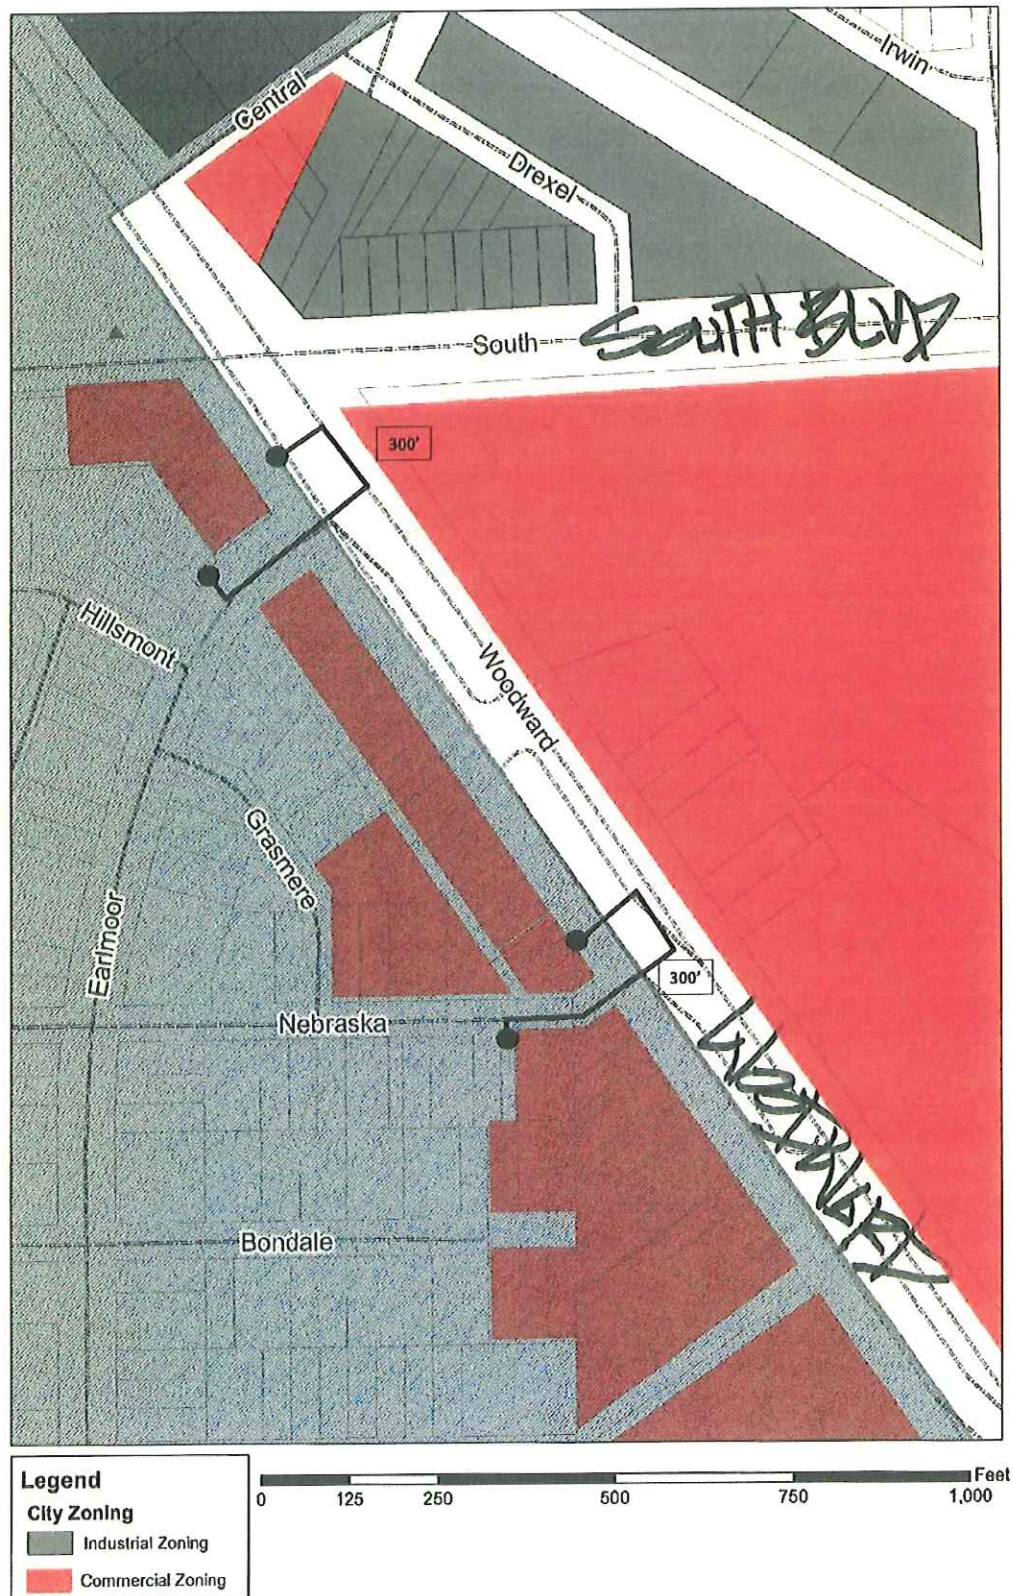 Irwin
Central
Drexel
South
SOUTH BLVD
300'
Hillsmont
Woodward
Grasmere
Earlmoor
300'
Nebraska
WOODWARD
Bondale
Legend
City Zoning
Industrial Zoning
Commercial Zoning
Feet
0 125 250 500 750 1,000